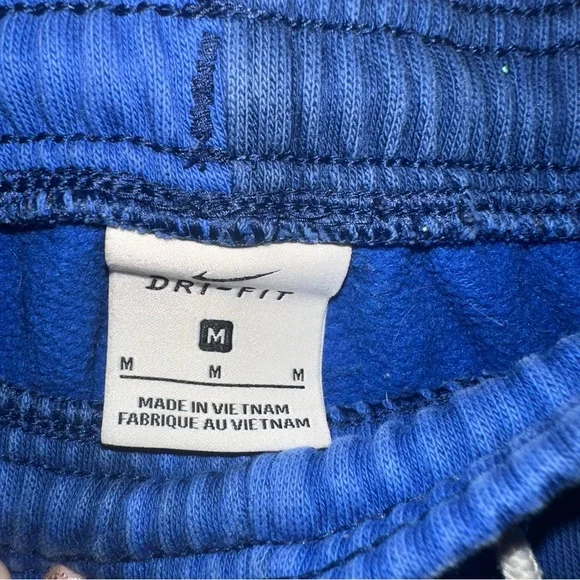 DRI-FIT
M
M M M
MADE IN VIETNAM
FABRIQUE AU VIETNAM